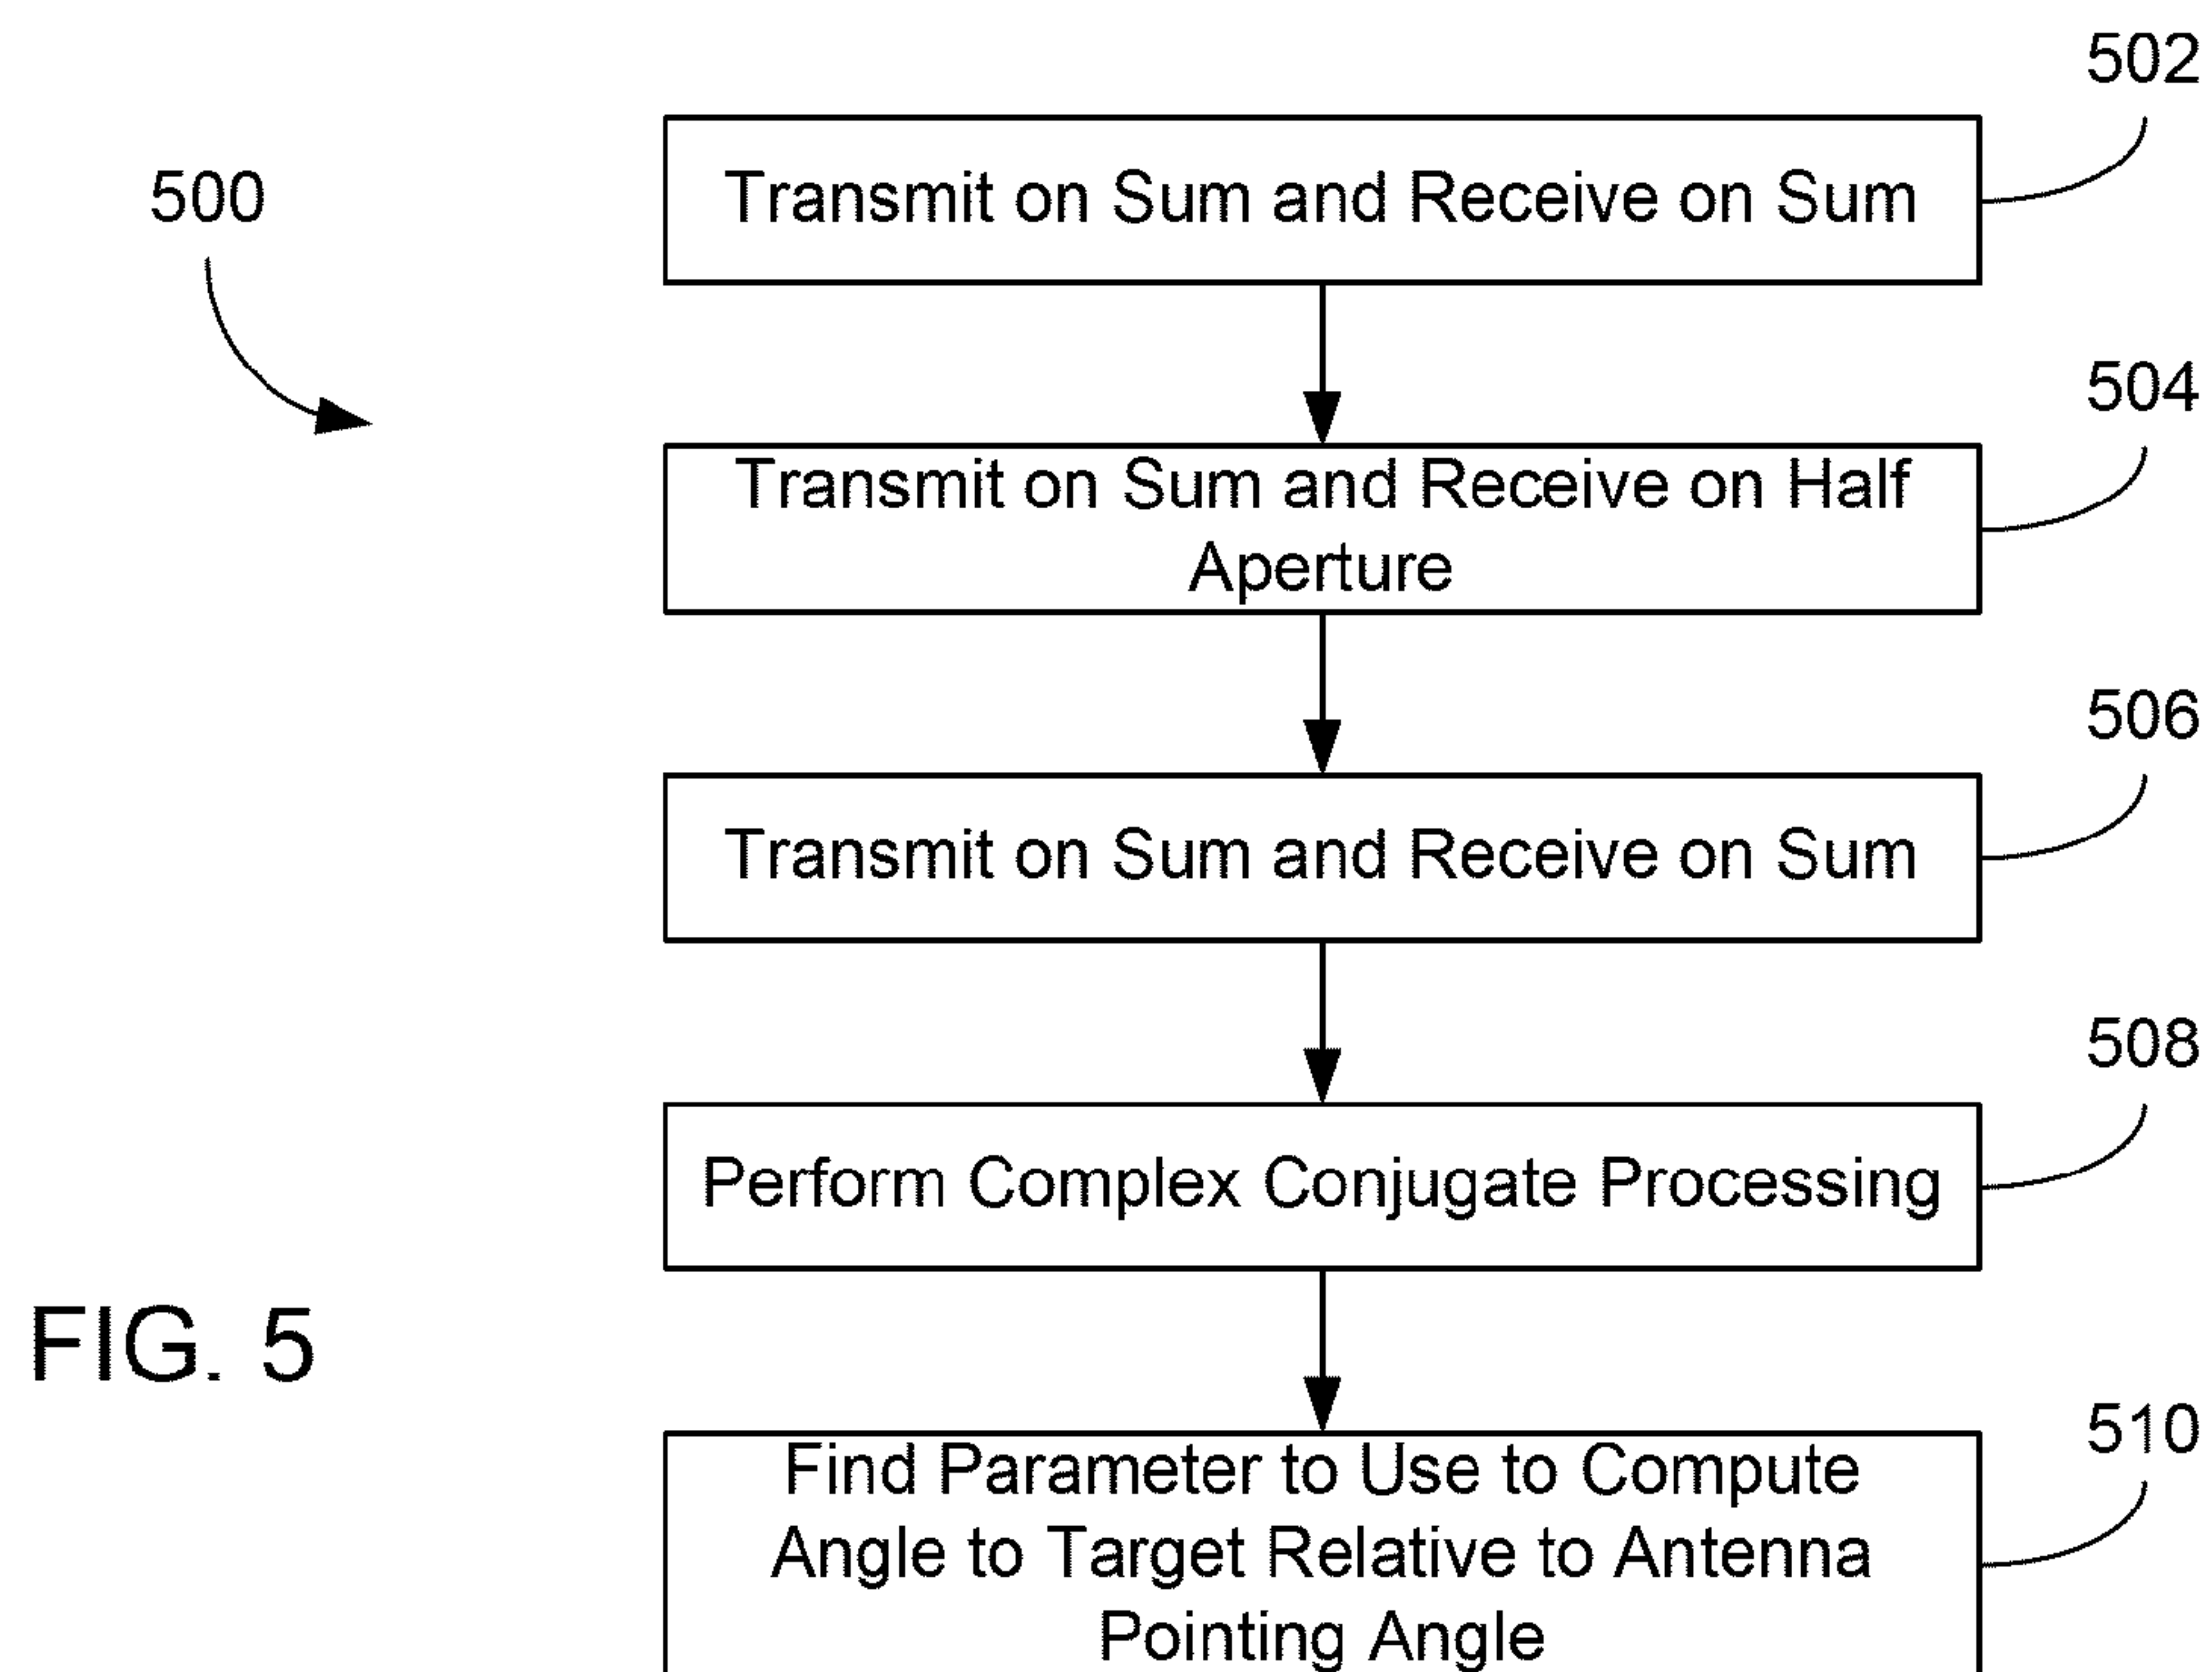 502
500
Transmit on Sum and Receive on Sum
504
Transmit on Sum and Receive on Half
Aperture
506
Transmit on Sum and Receive on Sum
508
Perform Complex Conjugate Processing
FIG. 5
510
Find Parameter to Use to Compute
Angle to Target Relative to Antenna
Pointing Angle